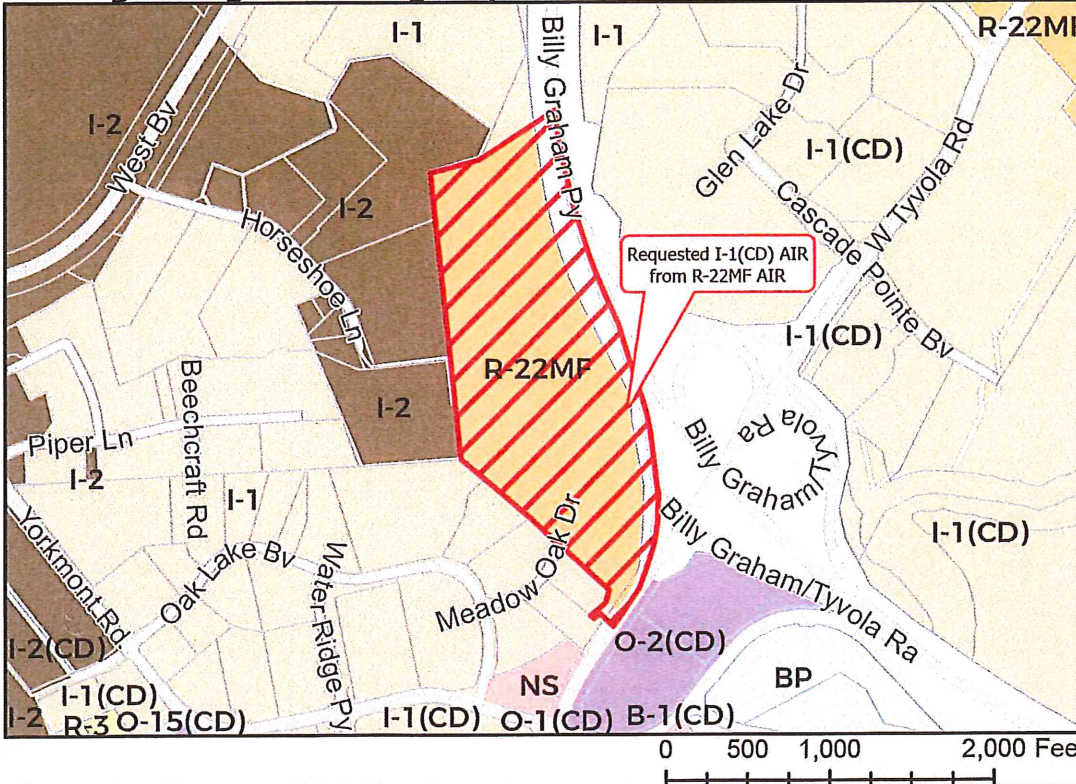 I-1
I-1
R-22MF
Billy Graham Py
I-2
West Bv
Glen Lake Dr
I-1(CD)
W Tyvola Rd
I-2
Horseshoe Ln
Cascade Pointe Bv
Requested I-1(CD) AIR
from R-22MF AIR
I-1(CD)
R-22MF
Beechcraft Rd
I-2
Piper Ln
Billy Graham/Tyvola Ra
I-2
I-1
Yorkmont Rd
Oak Lake Bv
Water Ridge Py
Meadow Oak Dr
Billy Graham/Tyvola Ra
I-1(CD)
I-2(CD)
O-2(CD)
I-1(CD)
NS
BP
I-2
R-3
O-15(CD)
I-1(CD)
O-1(CD)
B-1(CD)
0 500 1,000 2,000 Fee